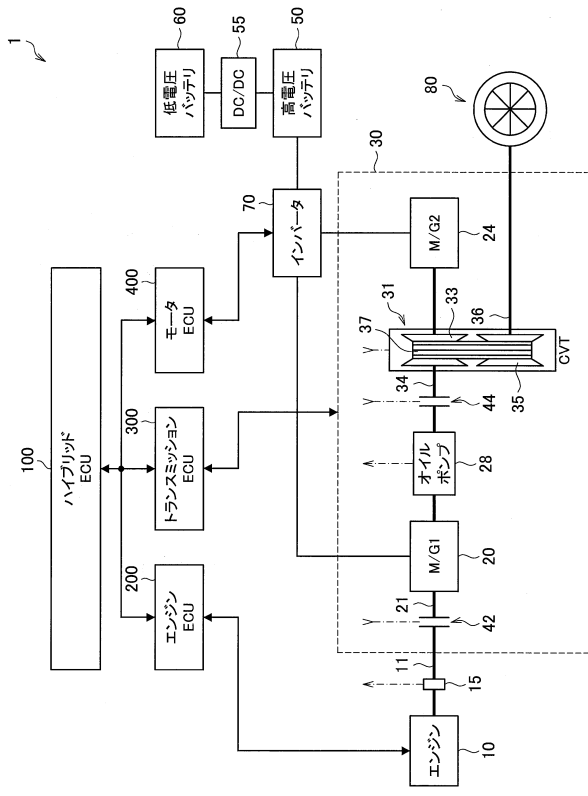 1
100
ハイブリッド
ECU
200
エンジン
ECU
300
トランスミッション
ECU
400
モータ
ECU
70
インバータ
60
低電圧
バッテリ
55
DC/DC
50
高電圧
バッテリ
30
80
エンジン
10
11
15
42
21
M/G1
20
オイル
ポンプ
28
44
34
37
31
33
35
CVT
36
M/G2
24